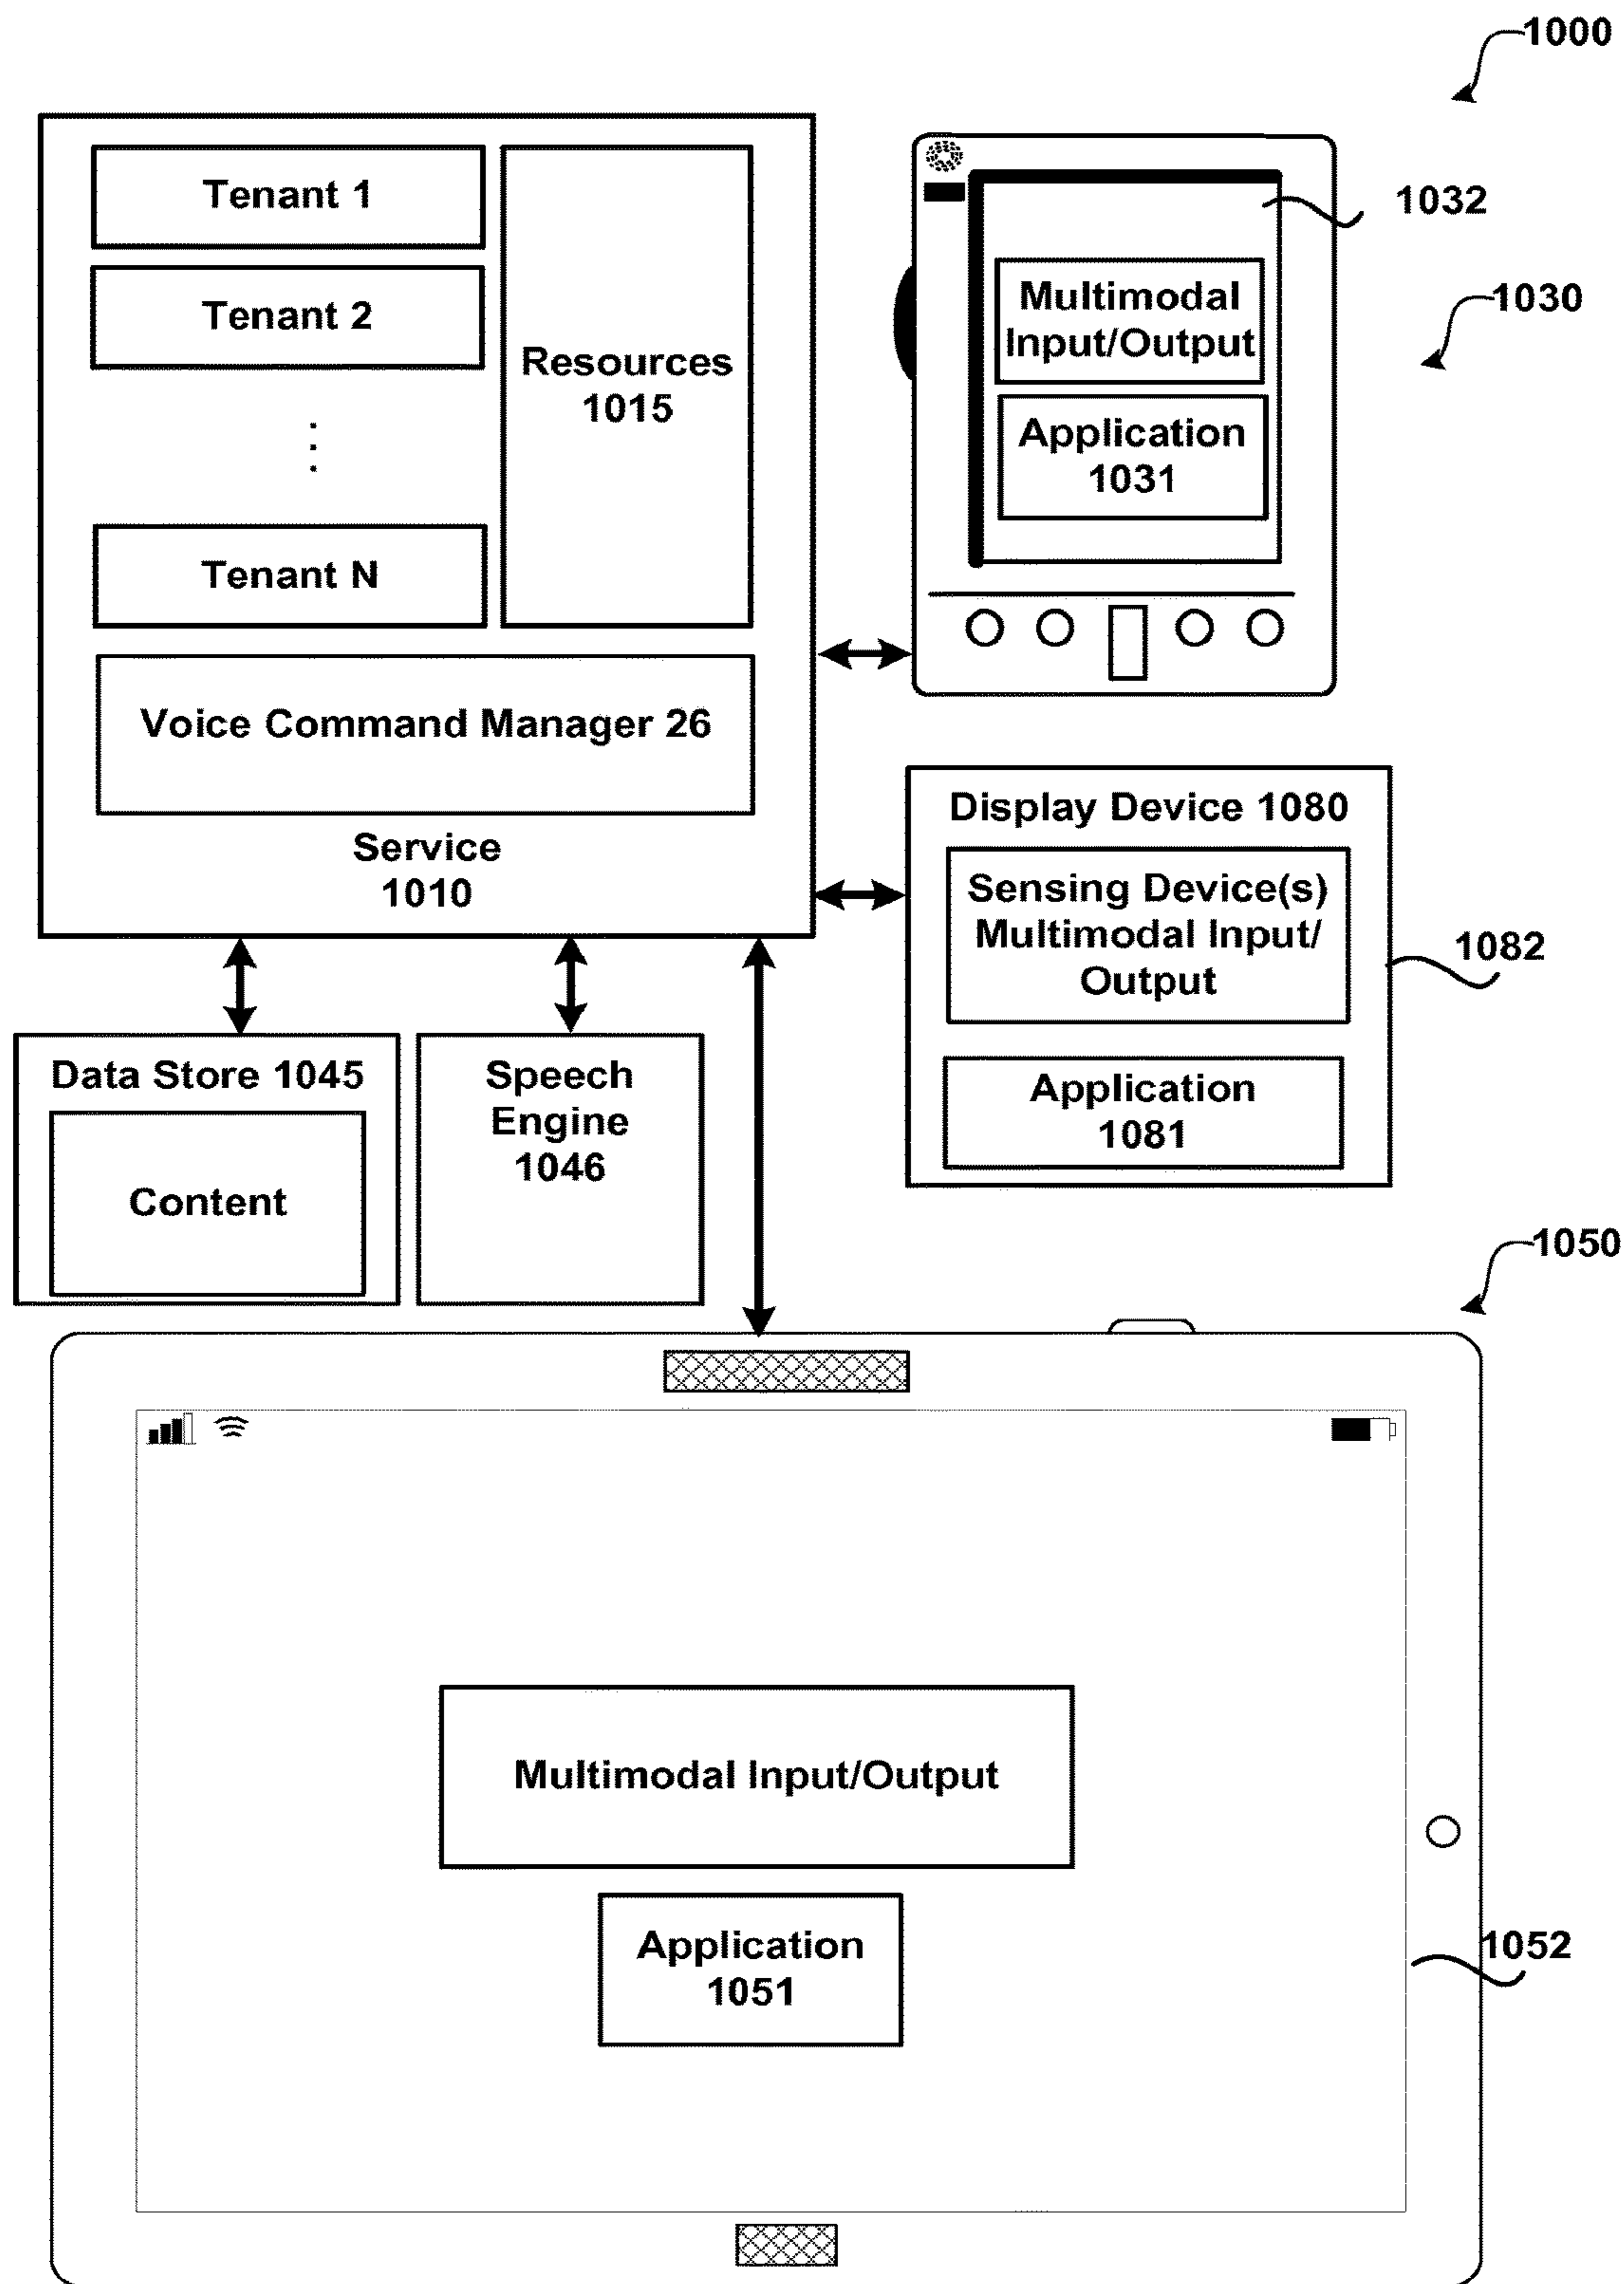 1000
Tenant 1
Tenant 2
Tenant N
Resources
1015
Voice Command Manager 26
Service
1010
1032
1030
Multimodal
Input/Output
Application
1031
Display Device 1080
Sensing Device(s)
Multimodal Input/
Output
1082
Application
1081
Data Store 1045
Content
Speech
Engine
1046
1050
Multimodal Input/Output
Application
1051
1052